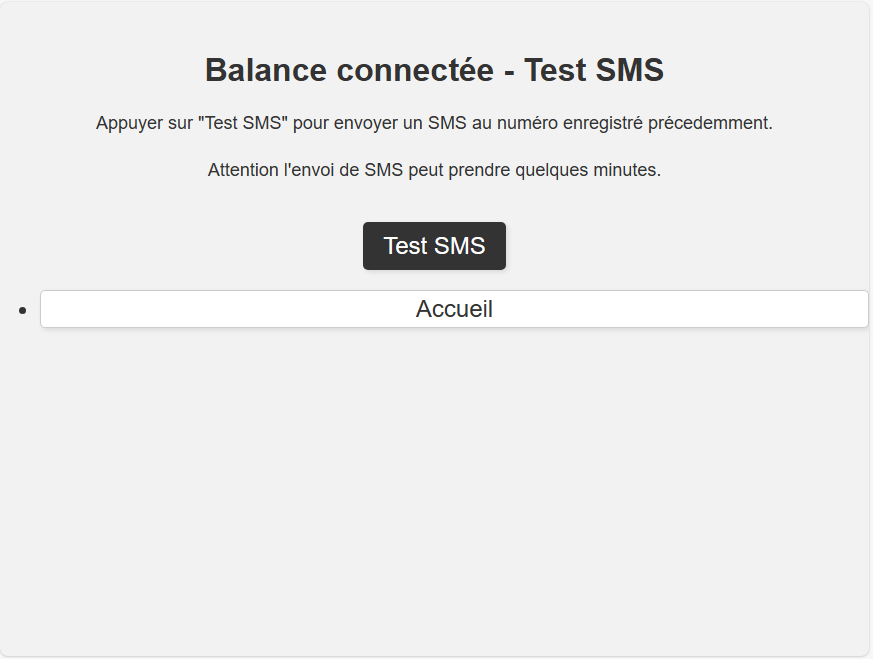 Balance connectée - Test SMS
Appuyer sur "Test SMS" pour envoyer un SMS au numéro enregistré précedemment.
Attention l'envoi de SMS peut prendre quelques minutes.
Test SMS
Accueil